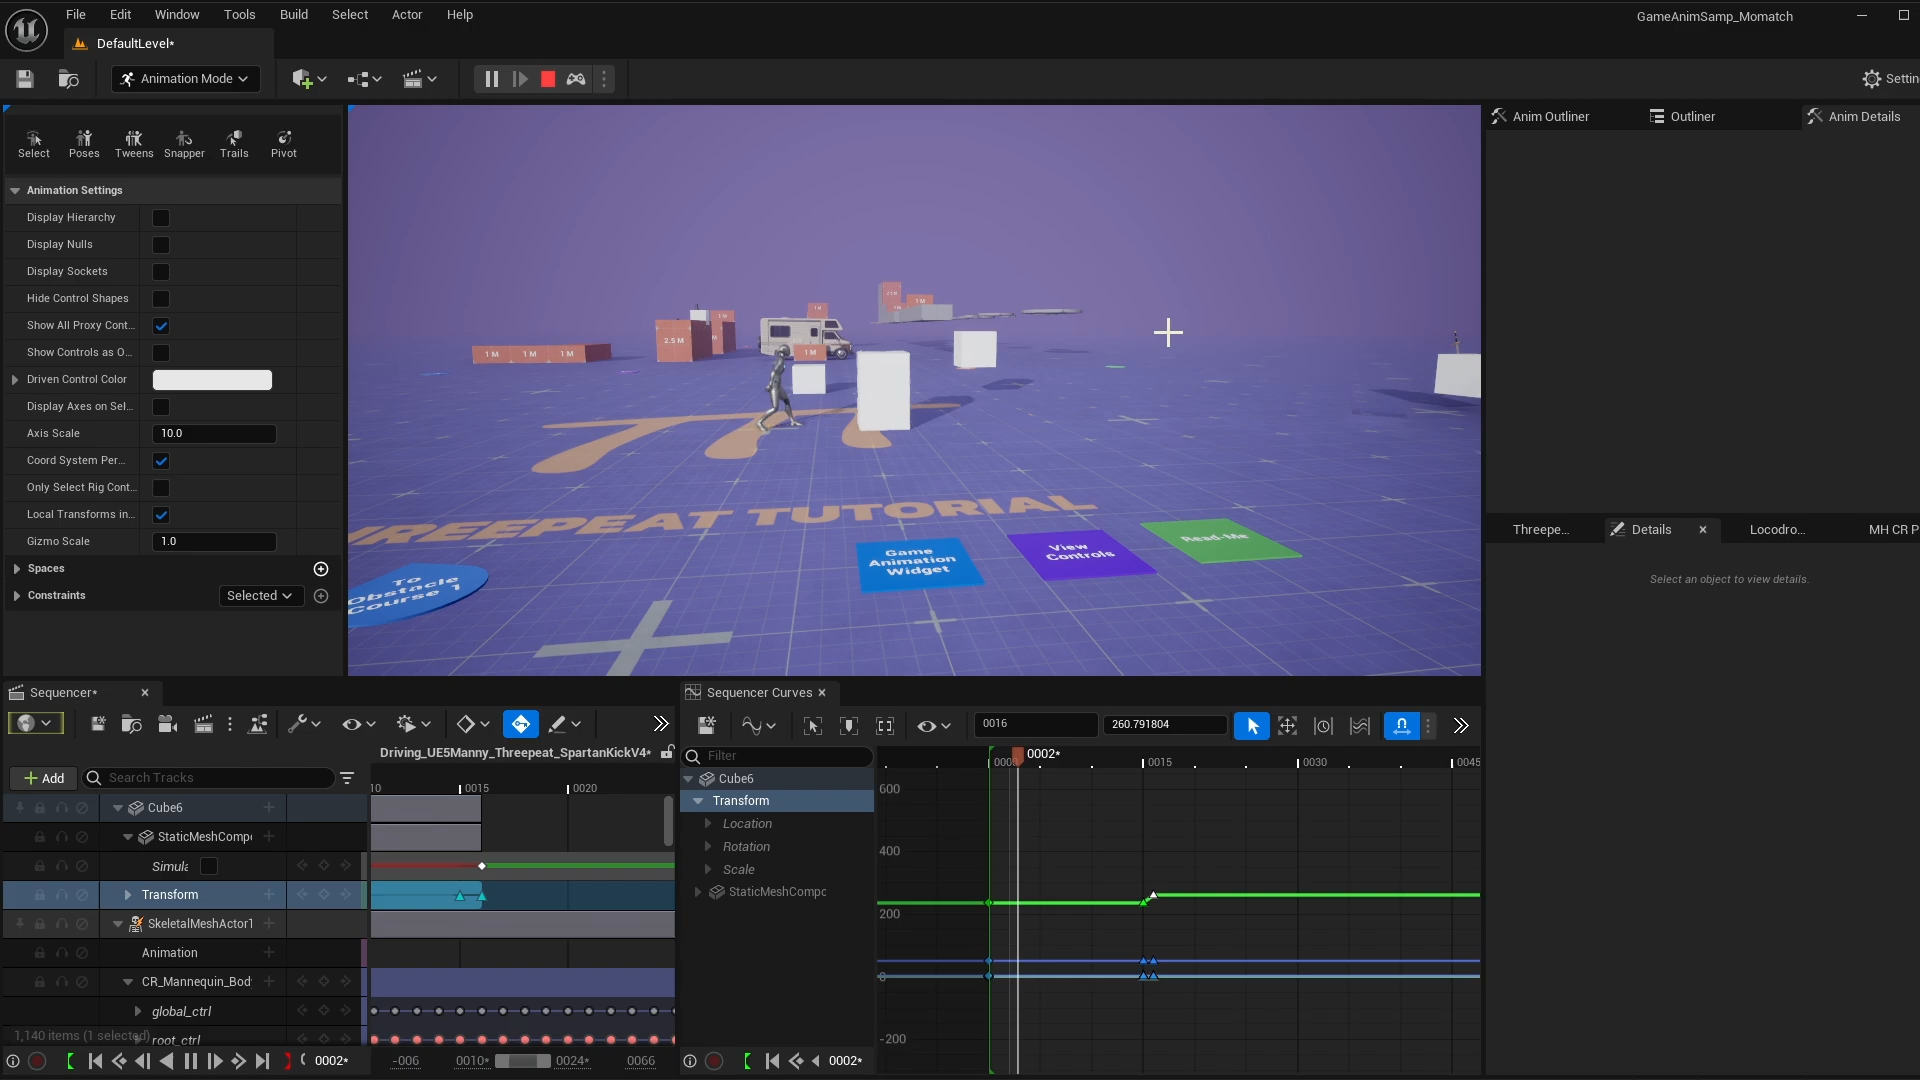 File Edit Window Tools Build Select Actor Help
GameAnimSamp_Momatch
DefaultLevel*
Animation Mode
Settin
Select Poses Tweens Snapper Trails Pivot
Animation Settings
Display Hierarchy
Display Nulls
Display Sockets
Hide Control Shapes
Show All Proxy Cont...
Show Controls as O...
Driven Control Color
Display Axes on Sel...
Axis Scale 10.0
Coord System Per...
Only Select Rig Cont...
Local Transforms in...
Gizmo Scale 1.0
Spaces
Constraints Selected
1 M 1 M 1 M
2.5 M
1 M
1 M
1 M
REEPEAT TUTORIAL
To
Obstacle
Course 1
Game
Animation
Widget
View
Controls
Read-Me
Anim Outliner Outliner Anim Details
Threepe... Details Locodro... MH CR P
Select an object to view details.
Sequencer*
Driving_UE5Manny_Threepeat_SpartanKickV4*
Add Search Tracks
10 0015 0020
Cube6
StaticMeshComp
Simula
Transform
SkeletalMeshActor1
Animation
CR_Mannequin_Bod
global_ctrl
1,140 items (1 selected)
root_ctrl
0002* -006 0010* 0024* 0066
Sequencer Curves
0016 260.791804
Filter
0002*
0000 0015 0030 0045
Cube6
Transform
Location
Rotation
Scale
StaticMeshCompc
600
400
200
0
-200
0002*